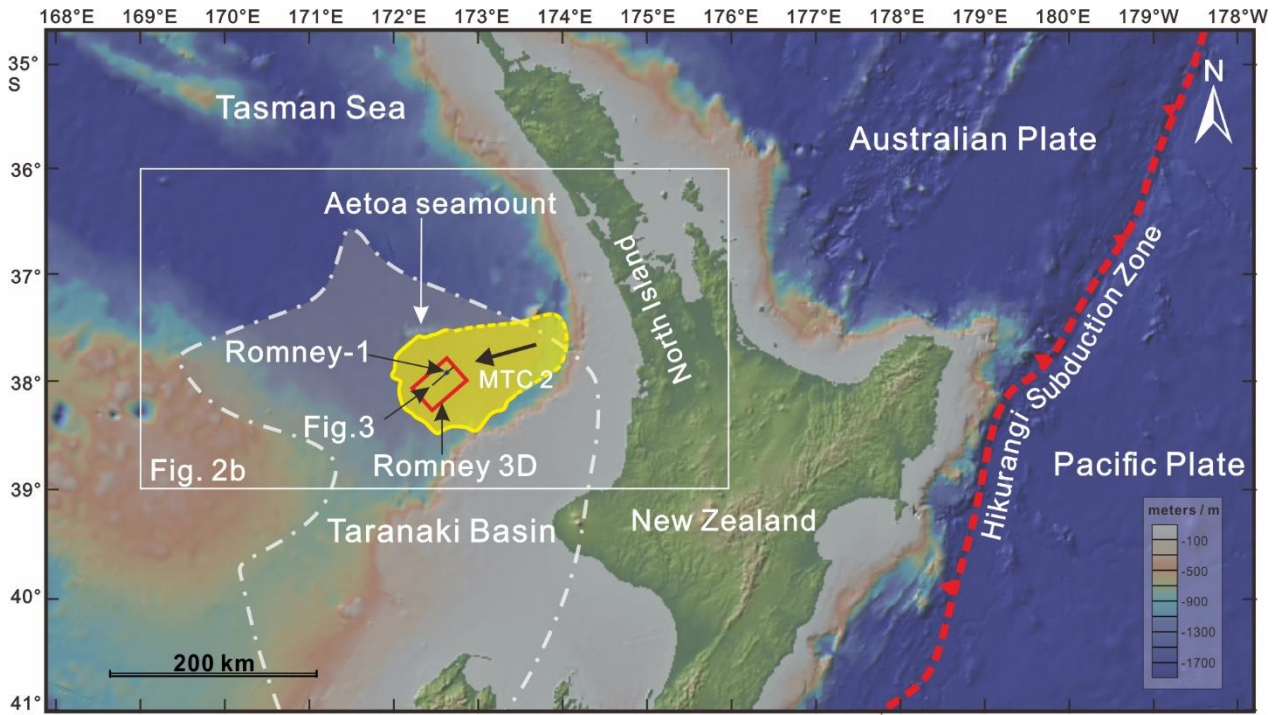 168°E 169°E 170°E 171°E 172°E 173°E 174°E 175°E 176°E 177°E 178°E 179°E 180°E 179°W 178°W
35°
S
36°
37°
38°
39°
40°
41°
Tasman Sea
Australian Plate
N
Aetoa seamount
North Island
Romney-1
MTC 2
Fig.3
Romney 3D
Fig. 2b
Hikurangi Subduction Zone
Pacific Plate
Taranaki Basin
New Zealand
meters / m
-100
-500
-900
-1300
-1700
200 km